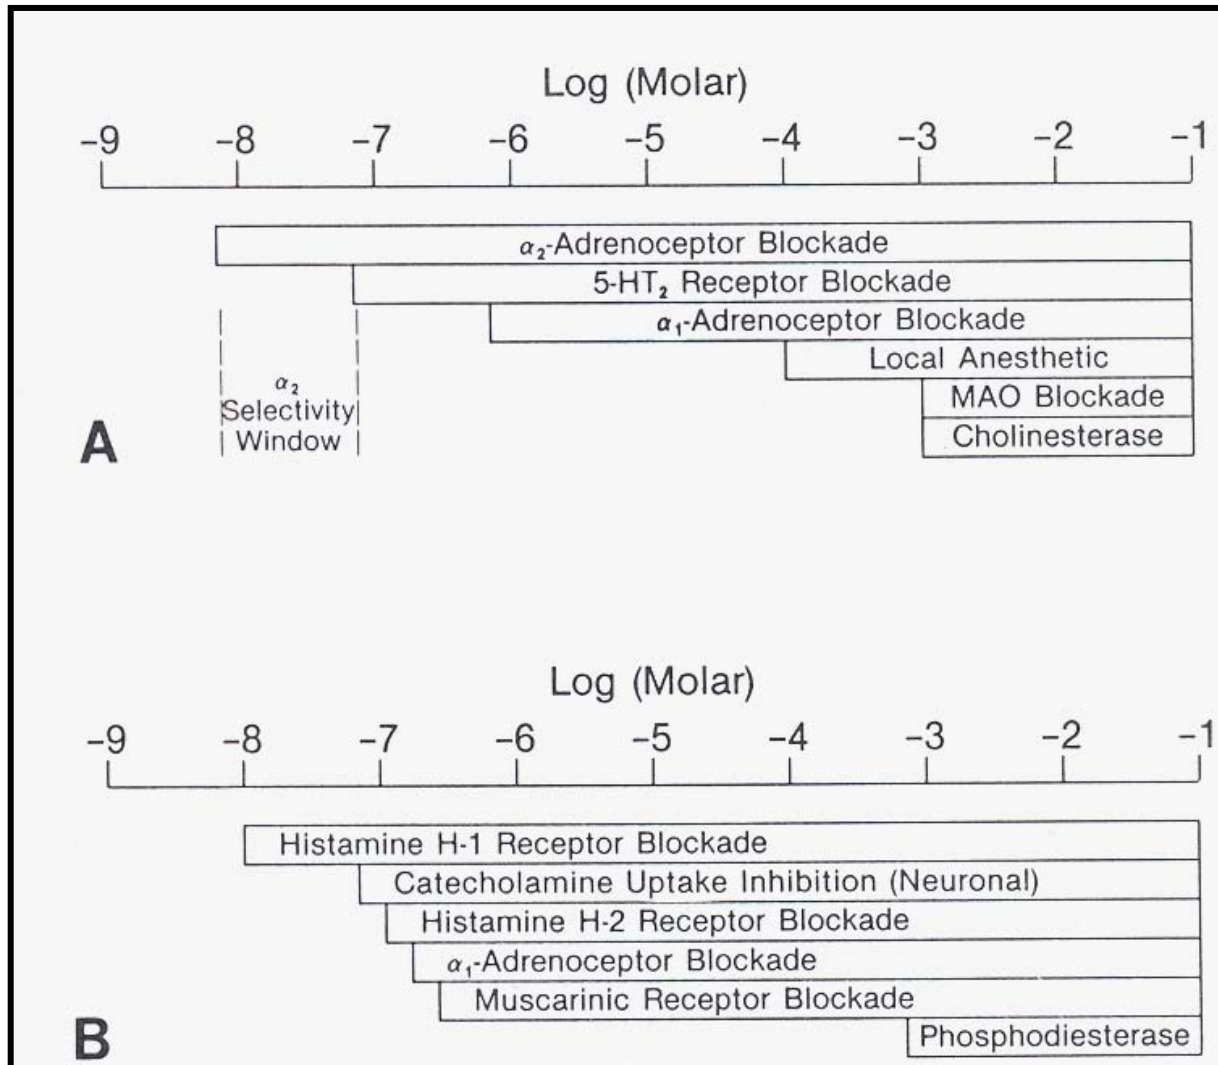 Log (Molar)
−9 −8 −7 −6 −5 −4 −3 −2 −1
α₂-Adrenoceptor Blockade
5-HT₂ Receptor Blockade
α₁-Adrenoceptor Blockade
Local Anesthetic
MAO Blockade
Cholinesterase
α₂
Selectivity
Window
A
Log (Molar)
−9 −8 −7 −6 −5 −4 −3 −2 −1
Histamine H-1 Receptor Blockade
Catecholamine Uptake Inhibition (Neuronal)
Histamine H-2 Receptor Blockade
α₁-Adrenoceptor Blockade
Muscarinic Receptor Blockade
Phosphodiesterase
B